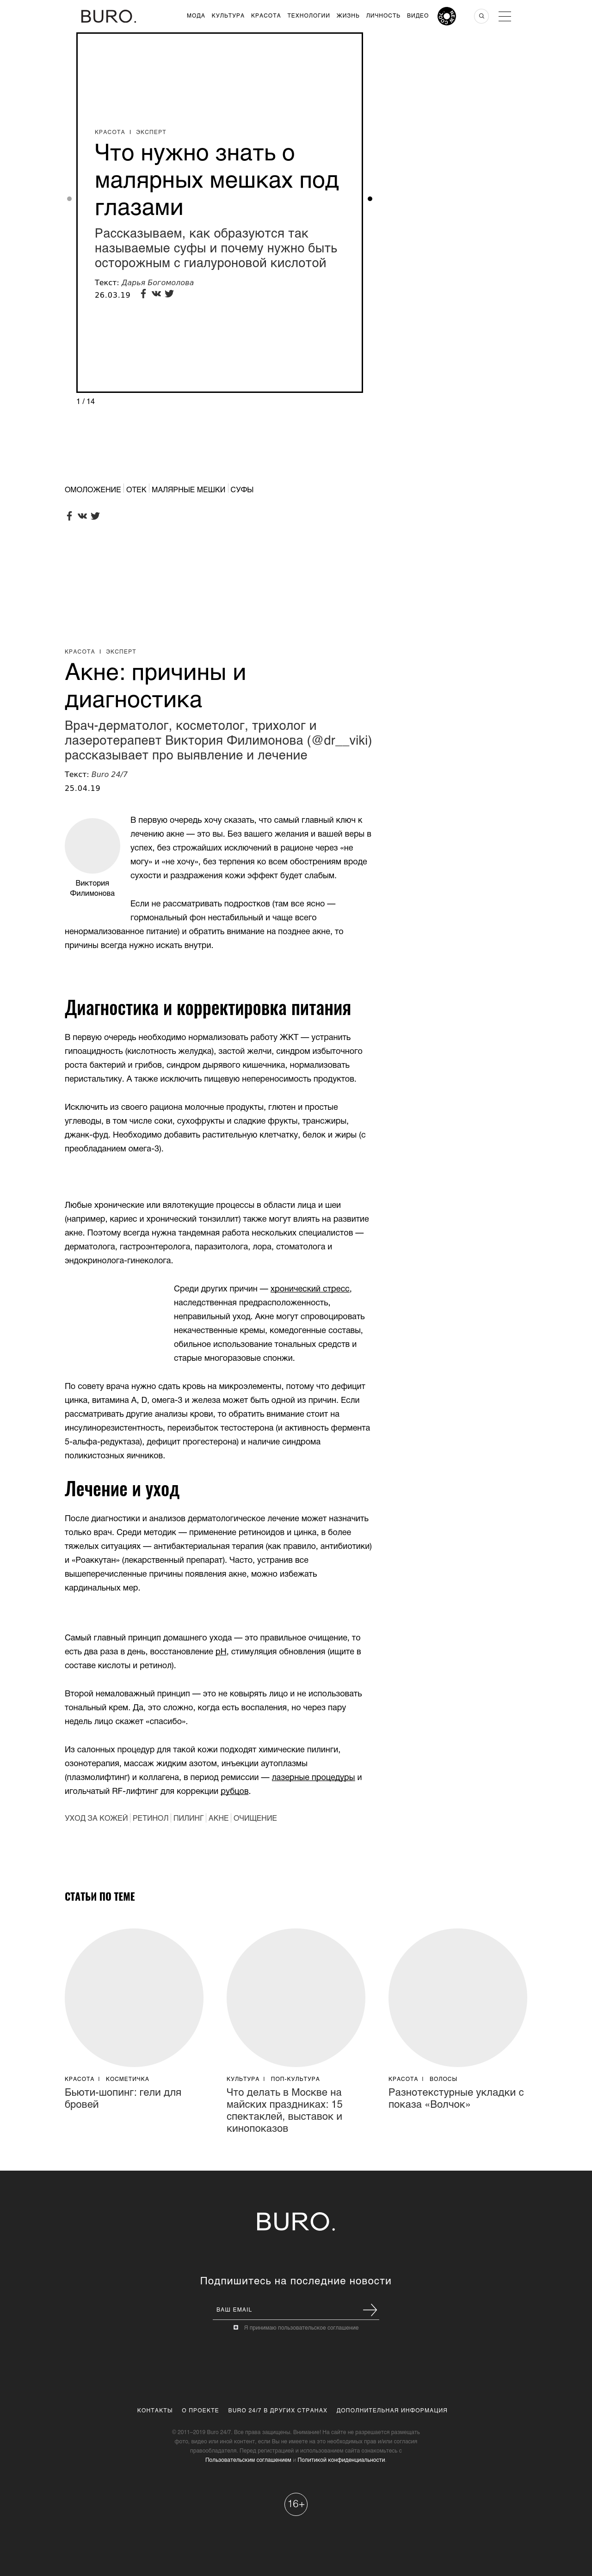 BURO.
МОДА КУЛЬТУРА КРАСОТА ТЕХНОЛОГИИ ЖИЗНЬ ЛИЧНОСТЬ ВИДЕО
КРАСОТА I ЭКСПЕРТ
Что нужно знать о
малярных мешках под
глазами
Рассказываем, как образуются так
называемые суфы и почему нужно быть
осторожным с гиалуроновой кислотой
Текст: Дарья Богомолова
26.03.19
1 / 14
ОМОЛОЖЕНИЕ ОТЕК МАЛЯРНЫЕ МЕШКИ СУФЫ
КРАСОТА I ЭКСПЕРТ
Акне: причины и
диагностика
Врач-дерматолог, косметолог, трихолог и
лазеротерапевт Виктория Филимонова (@dr__viki)
рассказывает про выявление и лечение
Текст: Buro 24/7
25.04.19
Виктория
Филимонова
В первую очередь хочу сказать, что самый главный ключ к
лечению акне — это вы. Без вашего желания и вашей веры в
успех, без строжайших исключений в рационе через «не
могу» и «не хочу», без терпения ко всем обострениям вроде
сухости и раздражения кожи эффект будет слабым.
Если не рассматривать подростков (там все ясно —
гормональный фон нестабильный и чаще всего
ненормализованное питание) и обратить внимание на позднее акне, то
причины всегда нужно искать внутри.
Диагностика и корректировка питания
В первую очередь необходимо нормализовать работу ЖКТ — устранить
гипоацидность (кислотность желудка), застой желчи, синдром избыточного
роста бактерий и грибов, синдром дырявого кишечника, нормализовать
перистальтику. А также исключить пищевую непереносимость продуктов.
Исключить из своего рациона молочные продукты, глютен и простые
углеводы, в том числе соки, сухофрукты и сладкие фрукты, трансжиры,
джанк-фуд. Необходимо добавить растительную клетчатку, белок и жиры (с
преобладанием омега-3).
Любые хронические или вялотекущие процессы в области лица и шеи
(например, кариес и хронический тонзиллит) также могут влиять на развитие
акне. Поэтому всегда нужна тандемная работа нескольких специалистов —
дерматолога, гастроэнтеролога, паразитолога, лора, стоматолога и
эндокринолога-гинеколога.
Среди других причин — хронический стресс,
наследственная предрасположенность,
неправильный уход. Акне могут спровоцировать
некачественные кремы, комедогенные составы,
обильное использование тональных средств и
старые многоразовые спонжи.
По совету врача нужно сдать кровь на микроэлементы, потому что дефицит
цинка, витамина А, D, омега-3 и железа может быть одной из причин. Если
рассматривать другие анализы крови, то обратить внимание стоит на
инсулинорезистентность, переизбыток тестостерона (и активность фермента
5-альфа-редуктаза), дефицит прогестерона) и наличие синдрома
поликистозных яичников.
Лечение и уход
После диагностики и анализов дерматологическое лечение может назначить
только врач. Среди методик — применение ретиноидов и цинка, в более
тяжелых ситуациях — антибактериальная терапия (как правило, антибиотики)
и «Роаккутан» (лекарственный препарат). Часто, устранив все
вышеперечисленные причины появления акне, можно избежать
кардинальных мер.
Самый главный принцип домашнего ухода — это правильное очищение, то
есть два раза в день, восстановление pH, стимуляция обновления (ищите в
составе кислоты и ретинол).
Второй немаловажный принцип — это не ковырять лицо и не использовать
тональный крем. Да, это сложно, когда есть воспаления, но через пару
недель лицо скажет «спасибо».
Из салонных процедур для такой кожи подходят химические пилинги,
озонотерапия, массаж жидким азотом, инъекции аутоплазмы
(плазмолифтинг) и коллагена, в период ремиссии — лазерные процедуры и
игольчатый RF-лифтинг для коррекции рубцов.
УХОД ЗА КОЖЕЙ РЕТИНОЛ ПИЛИНГ АКНЕ ОЧИЩЕНИЕ
СТАТЬИ ПО ТЕМЕ
КРАСОТА I КОСМЕТИЧКА
Бьюти-шопинг: гели для
бровей
КУЛЬТУРА I ПОП-КУЛЬТУРА
Что делать в Москве на
майских праздниках: 15
спектаклей, выставок и
кинопоказов
КРАСОТА I ВОЛОСЫ
Разнотекстурные укладки с
показа «Волчок»
BURO.
Подпишитесь на последние новости
ВАШ EMAIL
Я принимаю пользовательское соглашение
КОНТАКТЫ О ПРОЕКТЕ BURO 24/7 В ДРУГИХ СТРАНАХ ДОПОЛНИТЕЛЬНАЯ ИНФОРМАЦИЯ
© 2011–2019 Buro 24/7. Все права защищены. Внимание! На сайте не разрешается размещать
фото, видео или иной контент, если Вы не имеете на это необходимых прав и/или согласия
правообладателя. Перед регистрацией и использованием сайта ознакомьтесь с
Пользовательским соглашением и Политикой конфиденциальности
16+